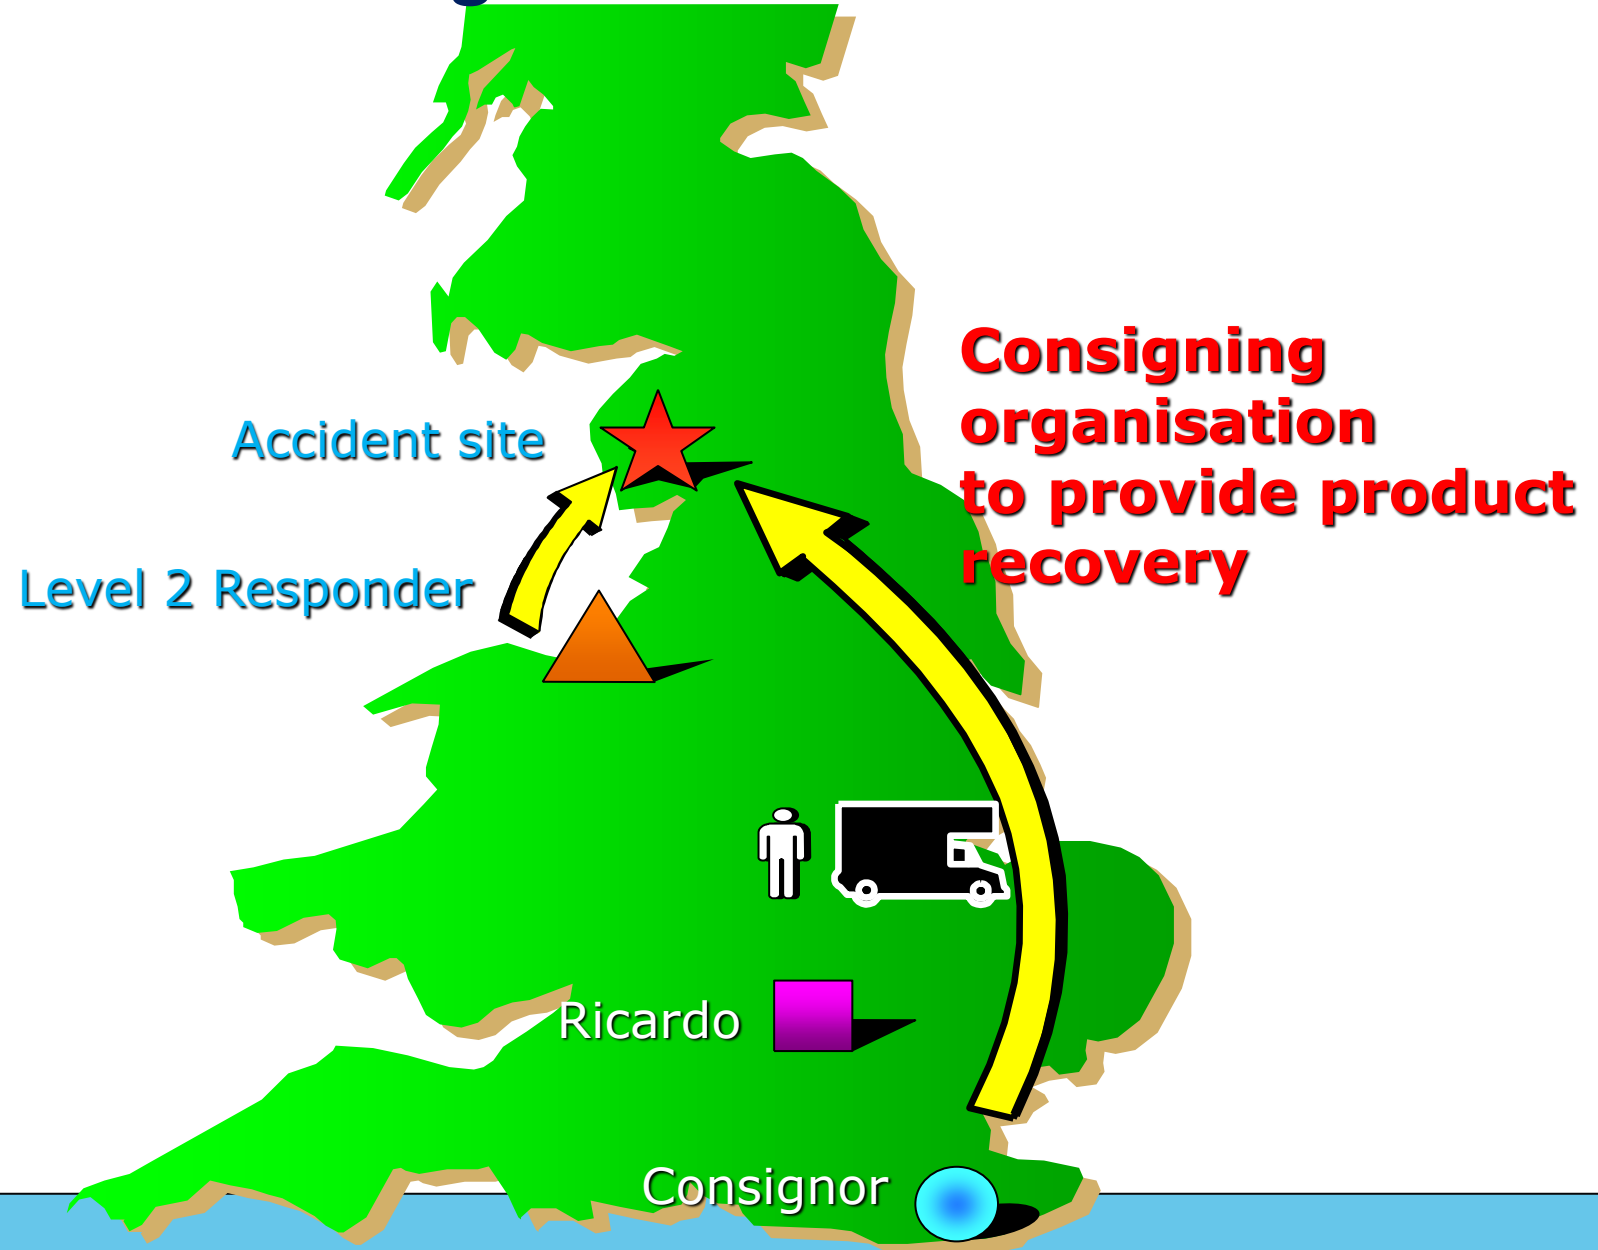 Consigning
organisation
to provide product
recovery
Accident site
Level 2 Responder
Ricardo
Consignor